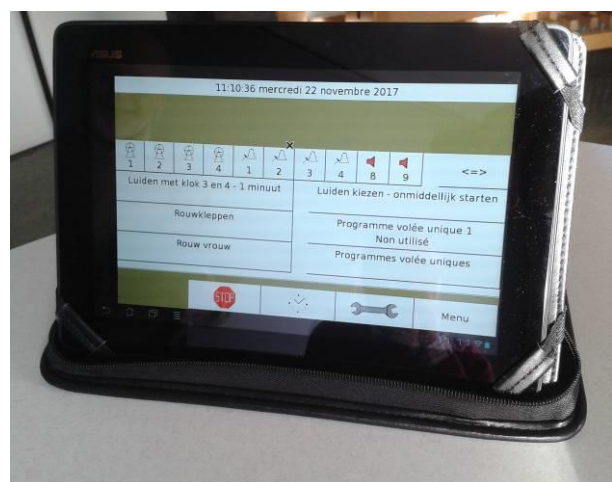 ASUS
11:10:36 mercredi 22 novembre 2017
1 2 3 4 1 2 3 4 8 9 <=>
Luiden met klok 3 en 4 - 1 minuut
Luiden kiezen - onmiddellijk starten
Rouwkleppen
Programme volée unique 1
Non utilisé
Rouw vrouw
Programmes volée uniques
STOP
Menu